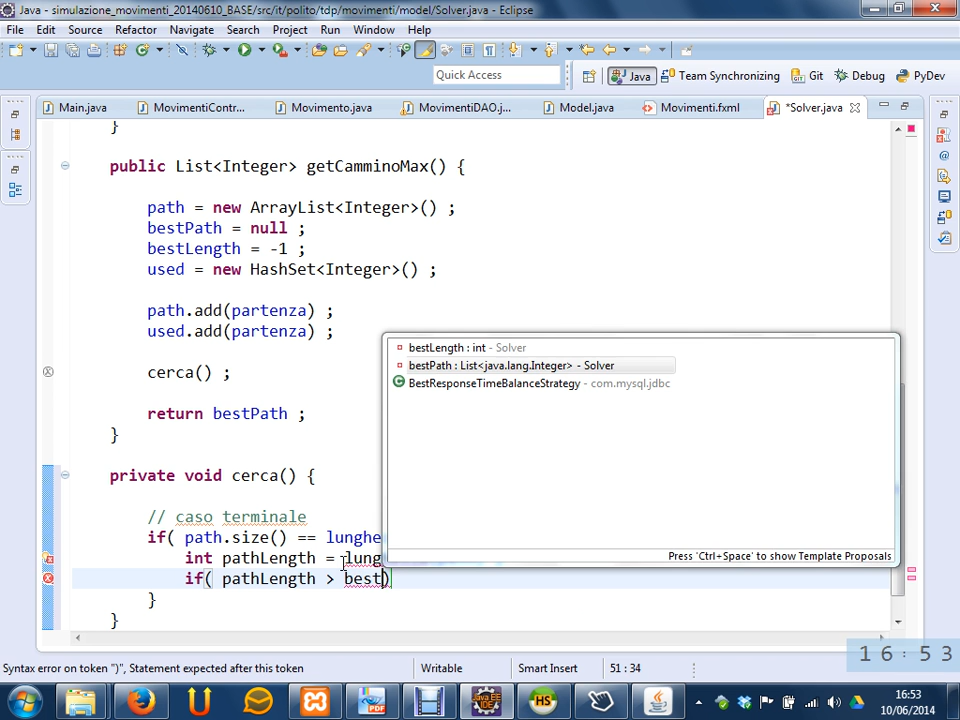 Java - simulazione_movimenti_20140610_BASE/src/it/polito/tdp/movimenti/model/Solver.java - Eclipse
File Edit Source Refactor Navigate Search Project Run Window Help
Quick Access
Java Team Synchronizing Git Debug PyDev
Main.java MovimentiContr... Movimento.java MovimentiDAO.j... Model.java Movimenti.fxml *Solver.java
}
public List<Integer> getCamminoMax() {
path = new ArrayList<Integer>() ;
bestPath = null ;
bestLength = -1 ;
used = new HashSet<Integer>() ;
path.add(partenza) ;
used.add(partenza) ;
cerca() ;
return bestPath ;
}
private void cerca() {
// caso terminale
if( path.size() == lunghe
int pathLength = lung
if( pathLength > best)
}
}
bestLength : int - Solver
bestPath : List<java.lang.Integer> - Solver
BestResponseTimeBalanceStrategy - com.mysql.jdbc
Press 'Ctrl+Space' to show Template Proposals
16:53
Syntax error on token ")", Statement expected after this token
Writable
Smart Insert
51 : 34
PDF
Java EE
IDE
HS
16:53
10/06/2014